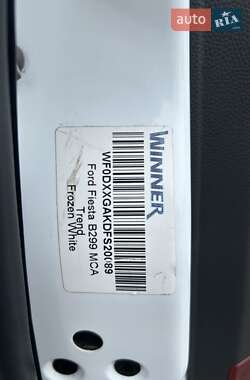 auto RIA
WINNER
WF0DXXGAKDFS20089
Ford Fiesta B299 MCA
Trend
Frozen White